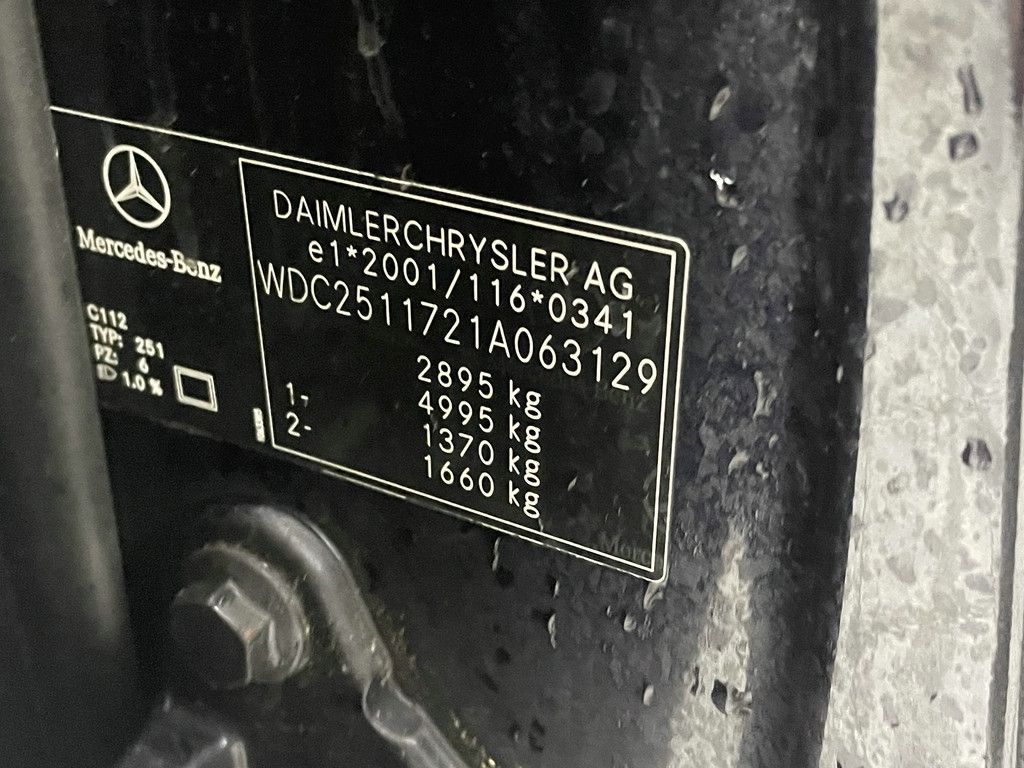 Mercedes-Benz
DAIMLERCHRYSLER AG
e1*2001/116*0341
WDC2511721A063129
2895 kg
1- 4995 kg
2- 1370 kg
1660 kg
C112
TYP: 251
PZ: 6
1.0 %